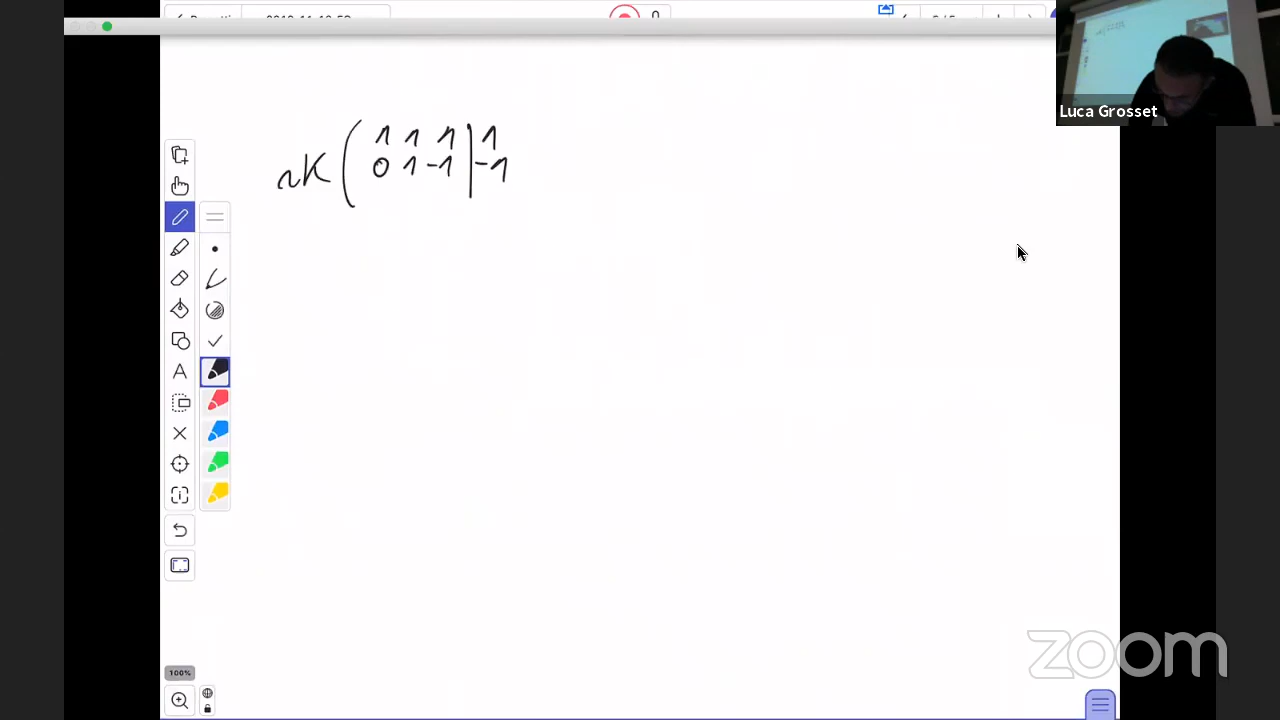 Luca Grosset
rK ( 1 1 1 | 1
0 1 -1 | -1
100%
zoom